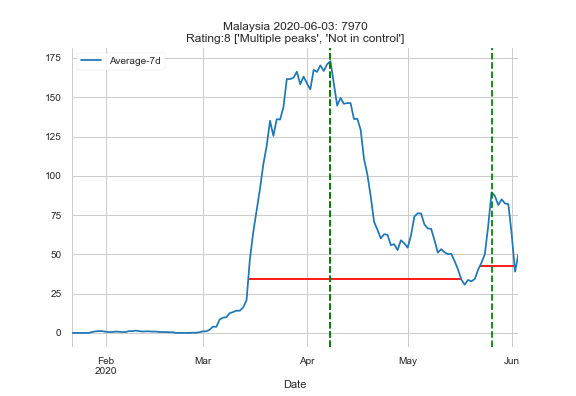 Malaysia 2020-06-03: 7970
Rating:8 ['Multiple peaks', 'Not in control']
Average-7d
175
150
125
100
75
50
25
0
Feb
2020
Mar
Apr
May
Jun
Date